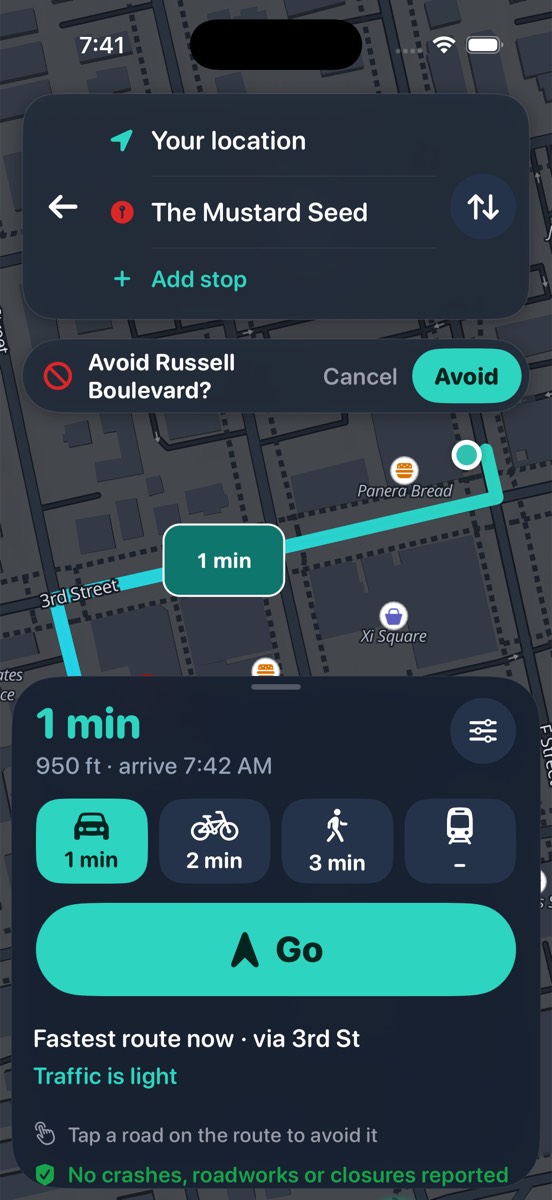 7:41
Your location
The Mustard Seed
Add stop
Avoid Russell
Boulevard?
Cancel
Avoid
Panera Bread
1 min
3rd Street
Xi Square
ates
ce
1 min
950 ft · arrive 7:42 AM
F Street
1 min
2 min
3 min
–
Go
Fastest route now · via 3rd St
Traffic is light
Tap a road on the route to avoid it
No crashes, roadworks or closures reported